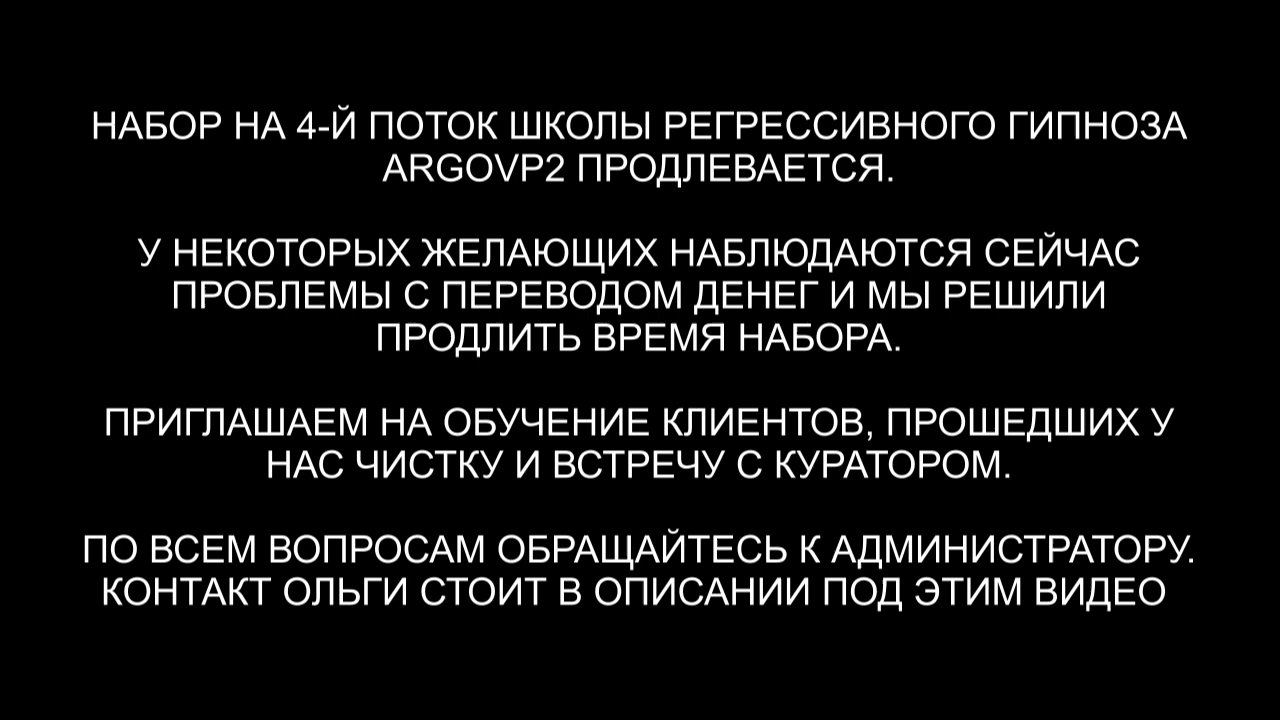 НАБОР НА 4-Й ПОТОК ШКОЛЫ РЕГРЕССИВНОГО ГИПНОЗА
ARGOVP2 ПРОДЛЕВАЕТСЯ.
У НЕКОТОРЫХ ЖЕЛАЮЩИХ НАБЛЮДАЮТСЯ СЕЙЧАС
ПРОБЛЕМЫ С ПЕРЕВОДОМ ДЕНЕГ И МЫ РЕШИЛИ
ПРОДЛИТЬ ВРЕМЯ НАБОРА.
ПРИГЛАШАЕМ НА ОБУЧЕНИЕ КЛИЕНТОВ, ПРОШЕДШИХ У
НАС ЧИСТКУ И ВСТРЕЧУ С КУРАТОРОМ.
ПО ВСЕМ ВОПРОСАМ ОБРАЩАЙТЕСЬ К АДМИНИСТРАТОРУ.
КОНТАКТ ОЛЬГИ СТОИТ В ОПИСАНИИ ПОД ЭТИМ ВИДЕО